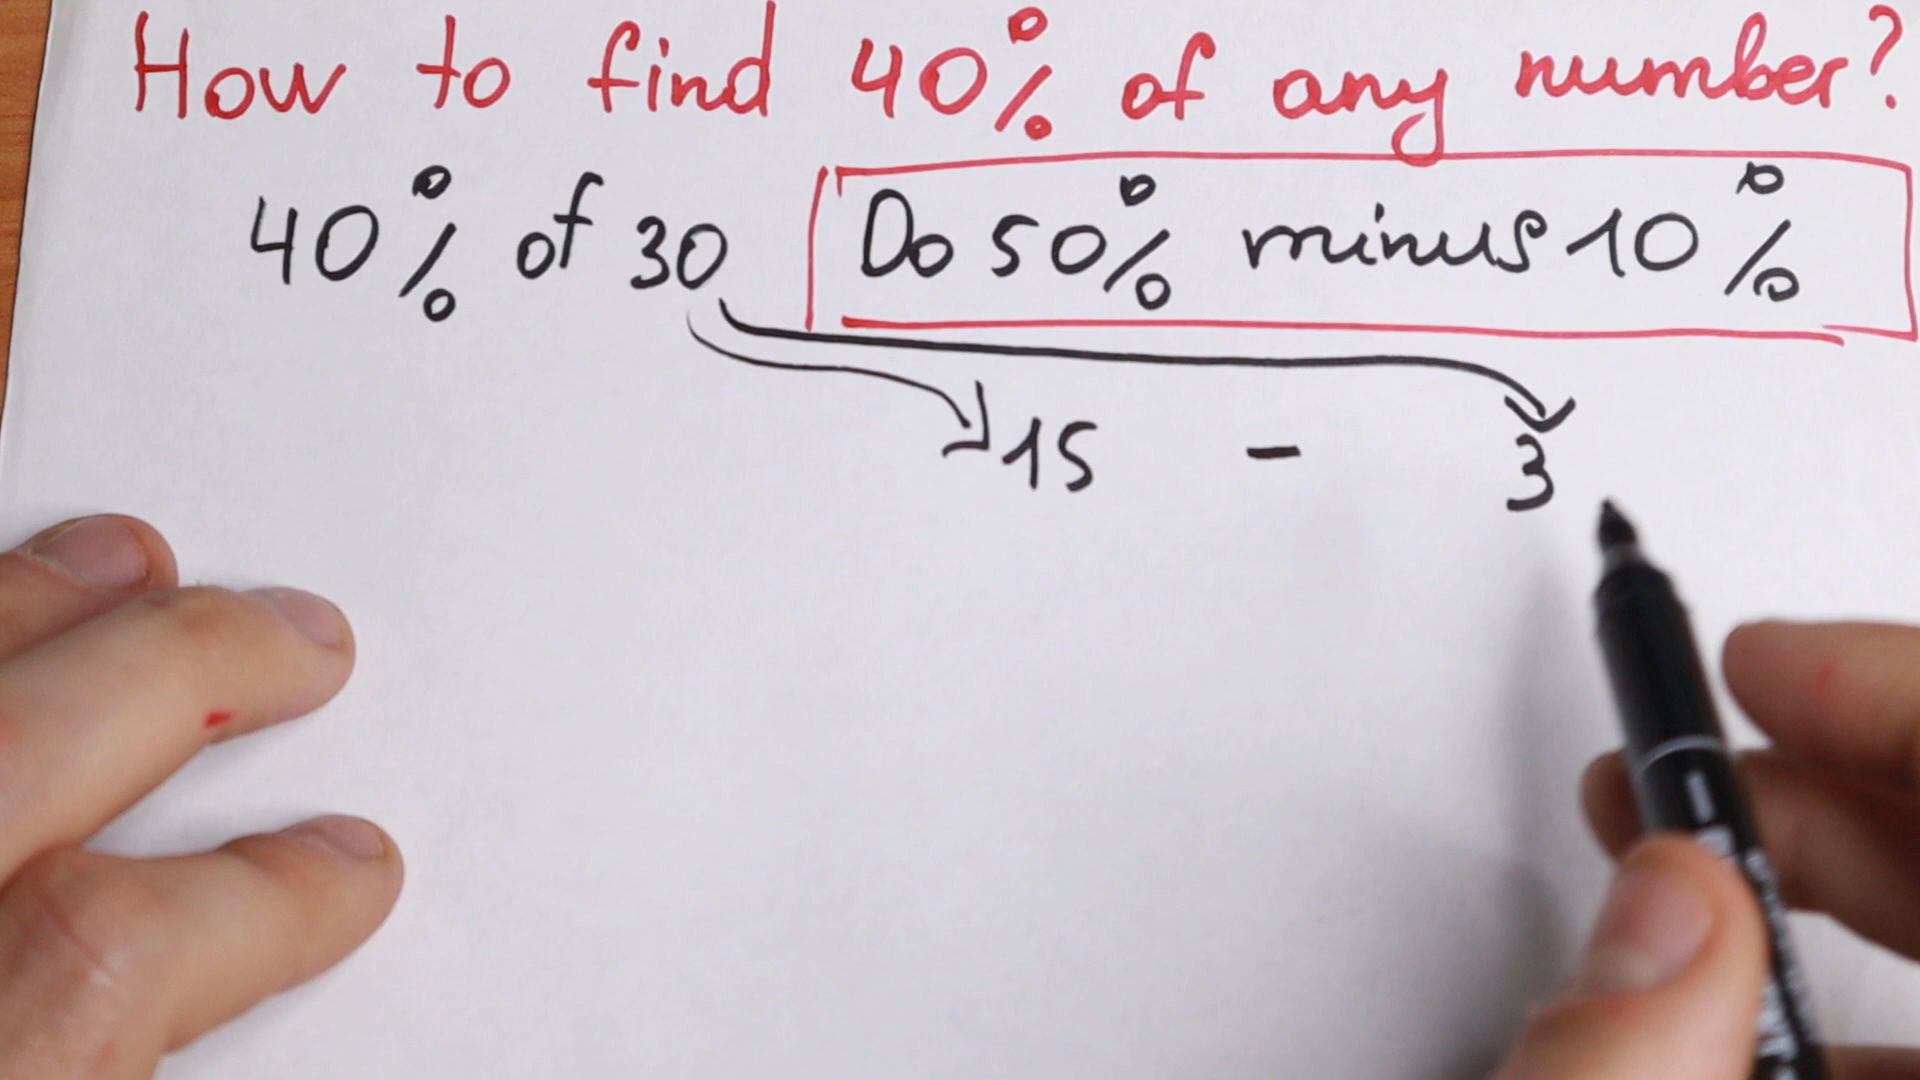 How to find 40% of any number?
40% of 30 Do 50% minus 10%
15 - 3